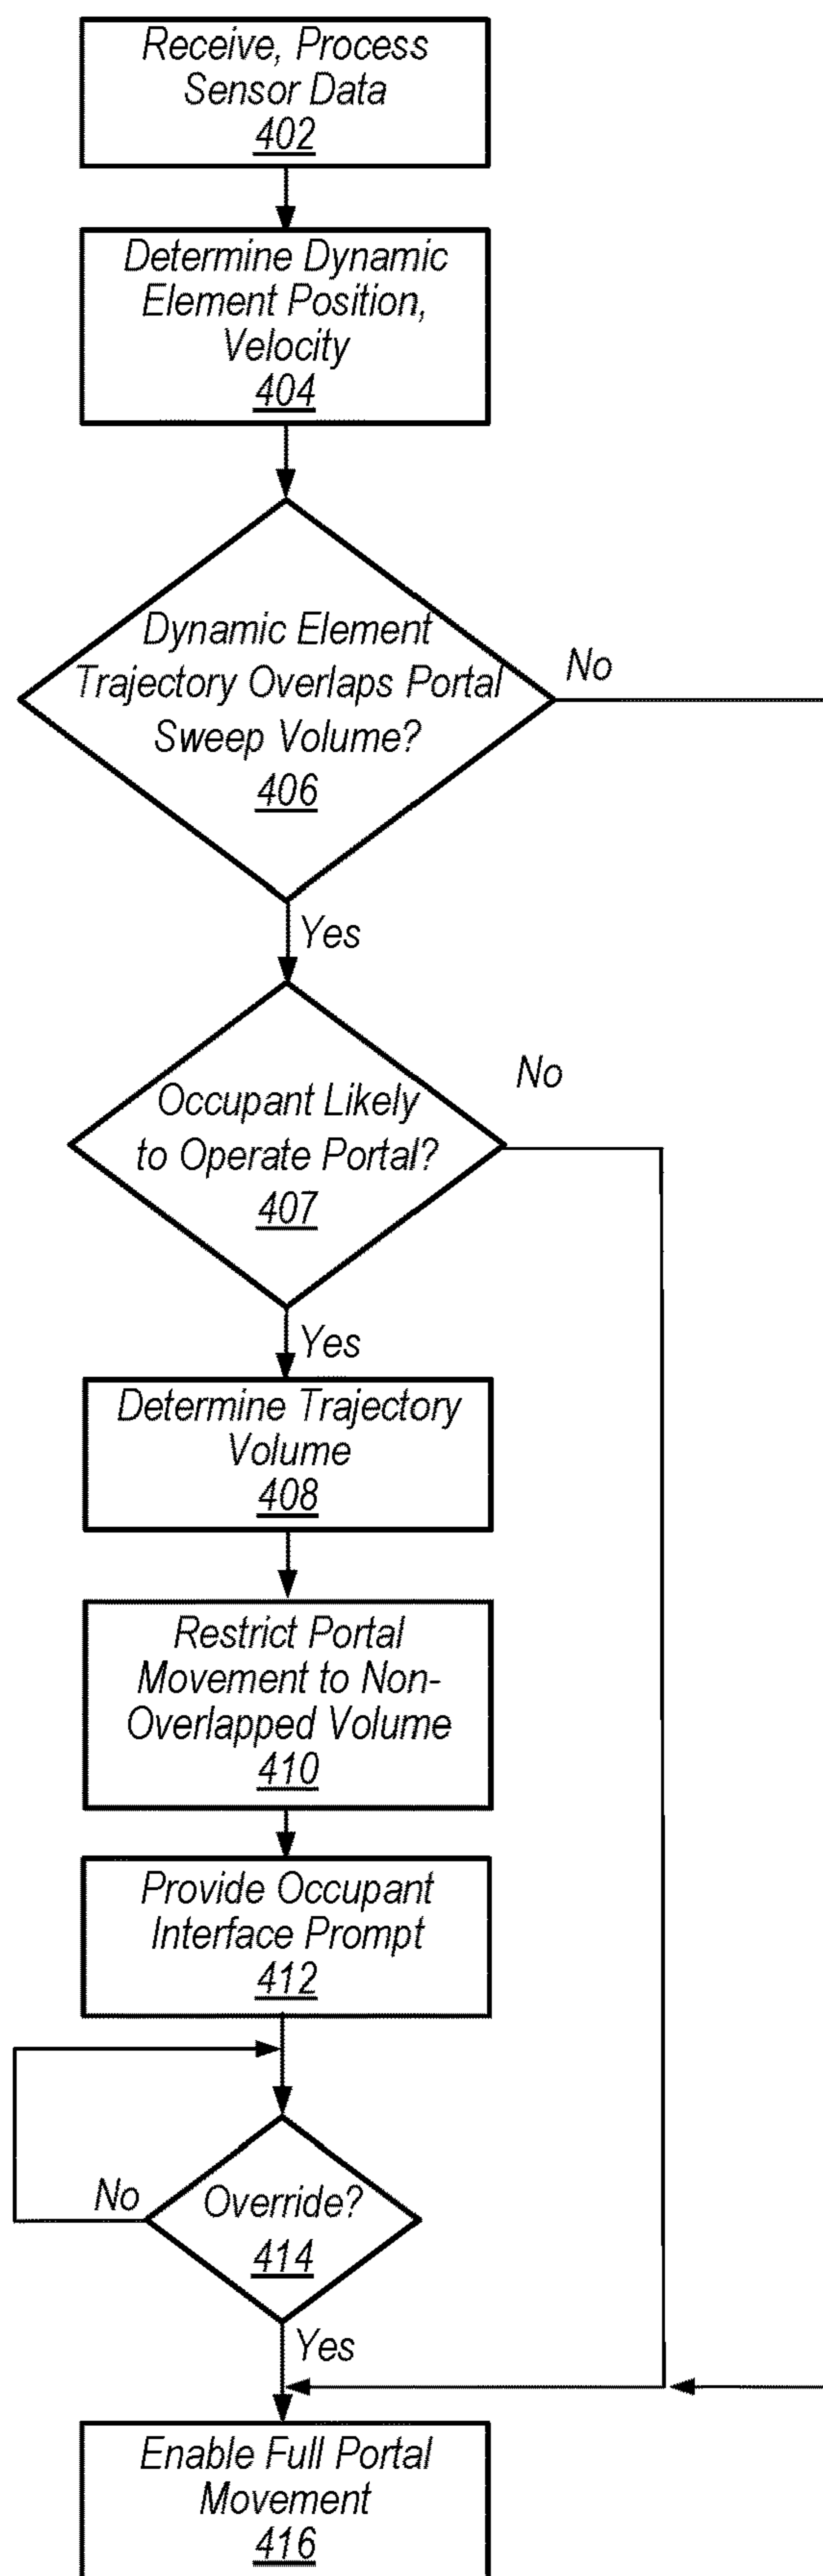 Receive, Process
Sensor Data
402
Determine Dynamic
Element Position,
Velocity
404
Dynamic Element
Trajectory Overlaps Portal
Sweep Volume?
406
No
Yes
Occupant Likely
to Operate Portal?
407
No
Yes
Determine Trajectory
Volume
408
Restrict Portal
Movement to Non-
Overlapped Volume
410
Provide Occupant
Interface Prompt
412
No
Override?
414
Yes
Enable Full Portal
Movement
416